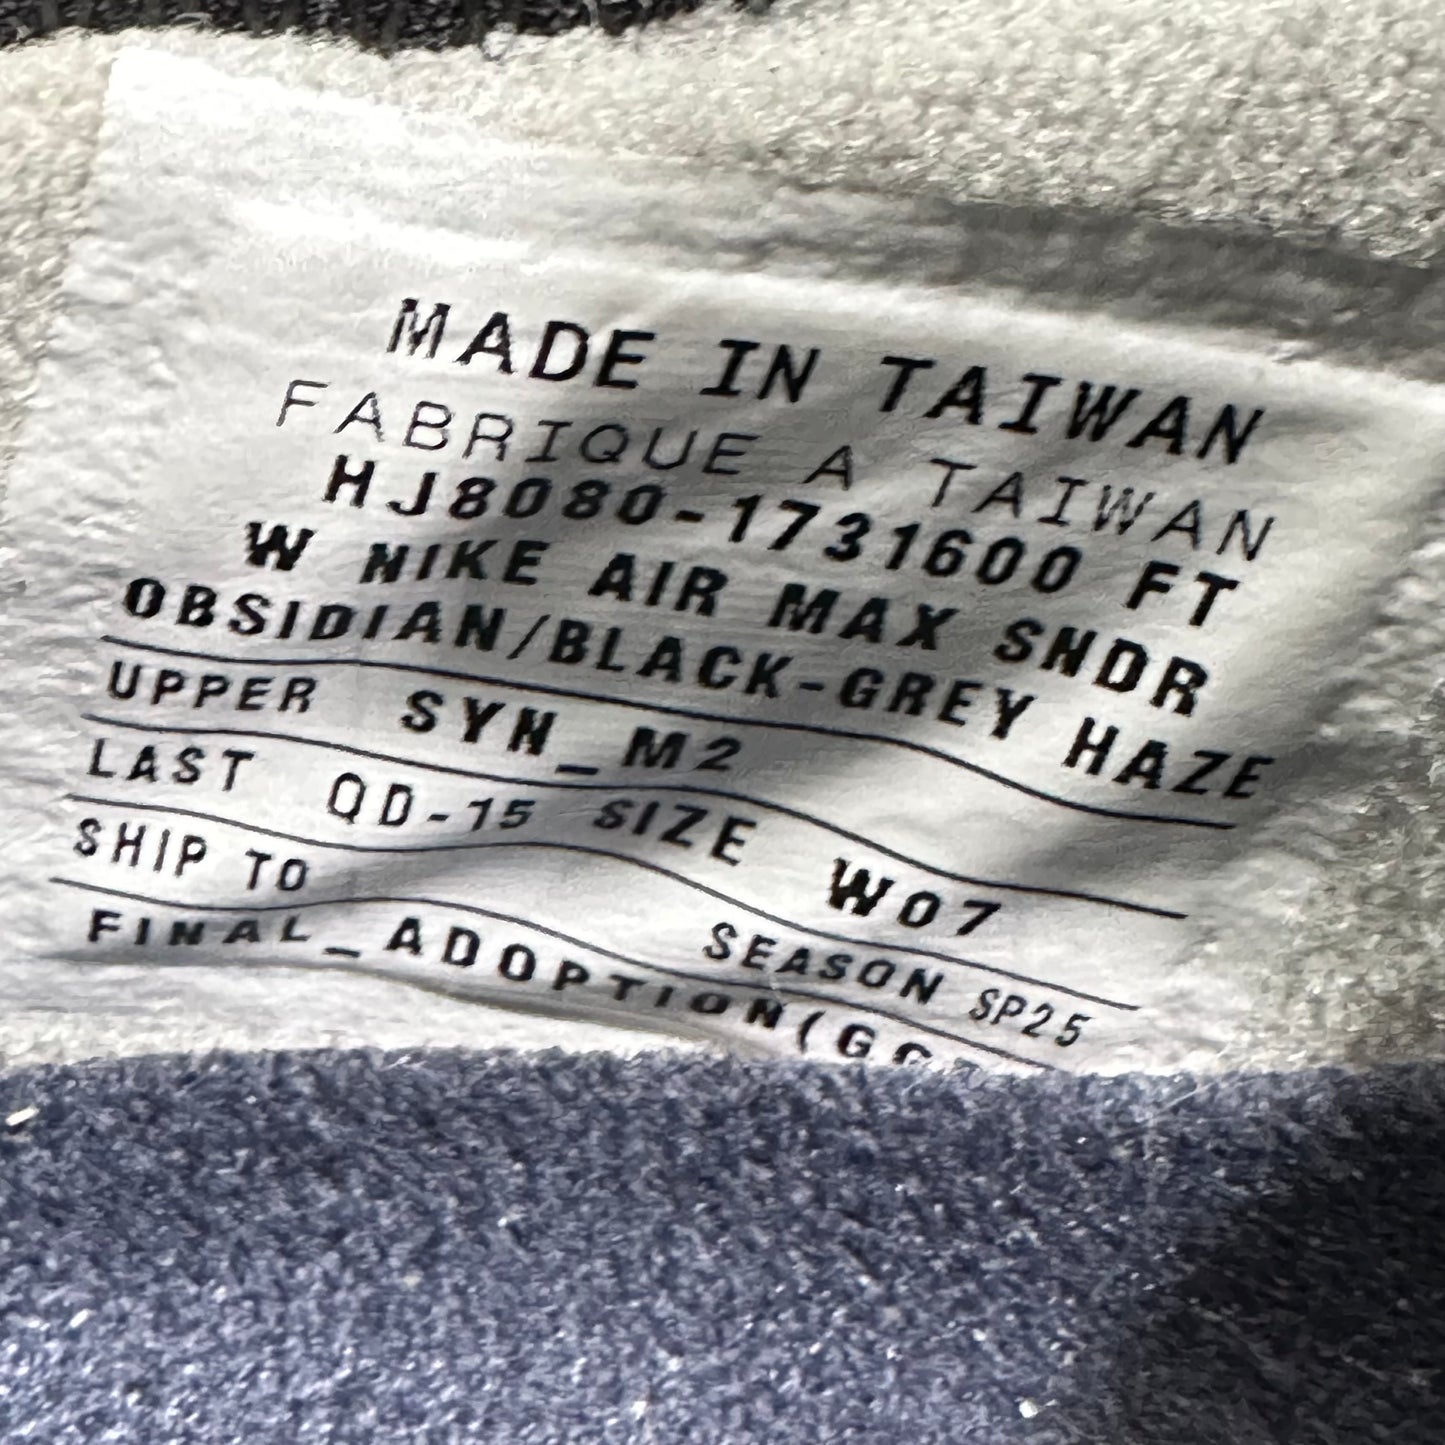 MADE IN TAIWAN
FABRIQUE A TAIWAN
HJ8080-1731600 FT
W NIKE AIR MAX SNDR
OBSIDIAN/BLACK-GREY HAZE
UPPER SYN_M2
LAST QD-15 SIZE W07
SHIP TO SEASON SP25
FINAL_ADOPTION(GC